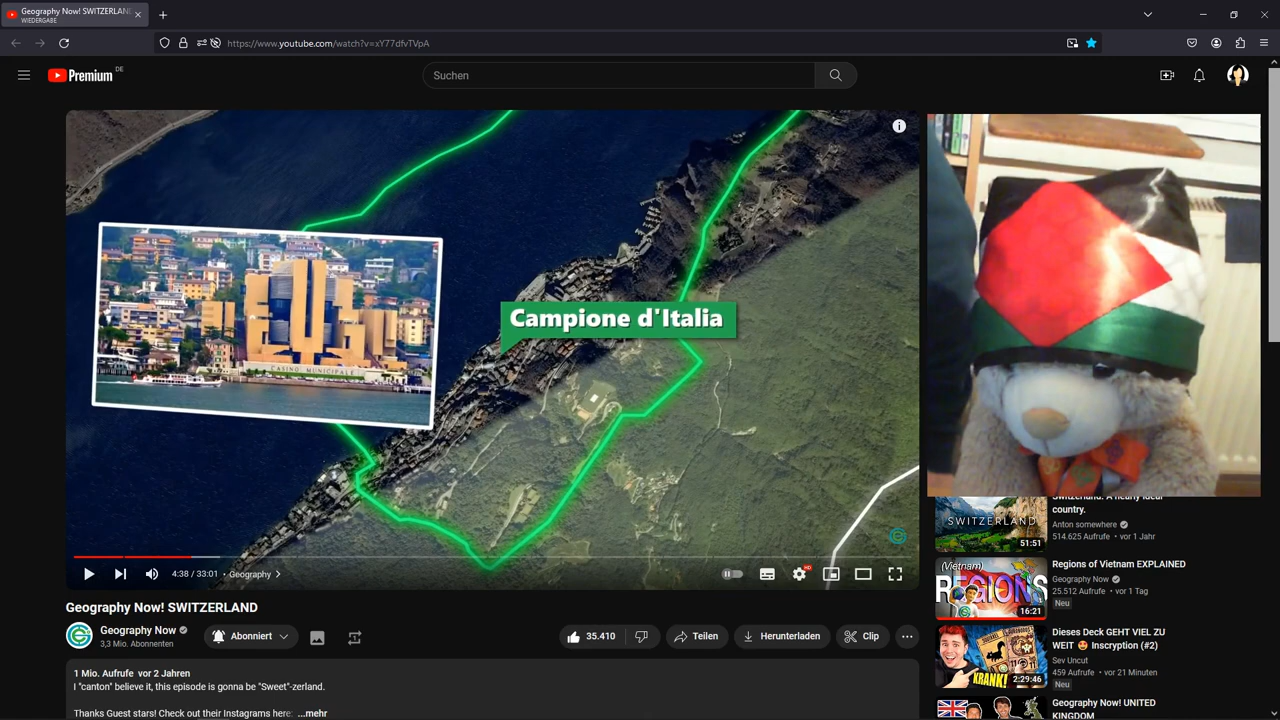 Geography Now! SWITZERLAND
WIEDERGABE
https://www.youtube.com/watch?v=xY77dfvTVpA
Premium DE
Suchen
Campione d'Italia
CASINO MUNICIPALE
4:38 / 33:01 • Geography
HD
Geography Now! SWITZERLAND
Geography Now
3,3 Mio. Abonnenten
Abonniert
35.410
Teilen
Herunterladen
Clip
1 Mio. Aufrufe vor 2 Jahren
I "canton" believe it, this episode is gonna be "Sweet"-zerland.
Thanks Guest stars! Check out their Instagrams here: ...mehr
SWITZERLAND
51:51
Switzerland: A nearly ideal
country.
Anton somewhere
514.625 Aufrufe • vor 1 Jahr
(Vietnam)
REGIONS
16:21
Regions of Vietnam EXPLAINED
Geography Now
25.512 Aufrufe • vor 1 Tag
Neu
KRANK!
2:29:46
Dieses Deck GEHT VIEL ZU
WEIT 🤩 Inscryption (#2)
Sev Uncut
459 Aufrufe • vor 21 Minuten
Neu
Geography Now! UNITED
KINGDOM